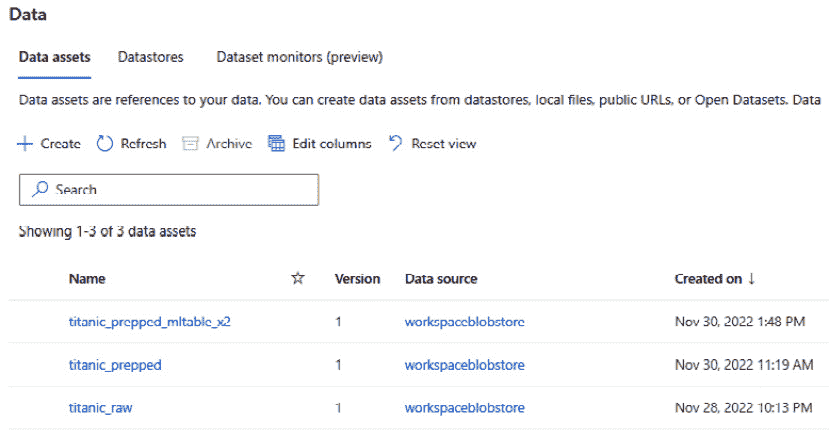 Data
Data assets Datastores Dataset monitors (preview)
Data assets are references to your data. You can create data assets from datastores, local files, public URLs, or Open Datasets. Data
Create Refresh Archive Edit columns Reset view
Search
Showing 1-3 of 3 data assets
Name Version Data source Created on ↓
titanic_prepped_mltable_x2 1 workspaceblobstore Nov 30, 2022 1:48 PM
titanic_prepped 1 workspaceblobstore Nov 30, 2022 11:19 AM
titanic_raw 1 workspaceblobstore Nov 28, 2022 10:13 PM